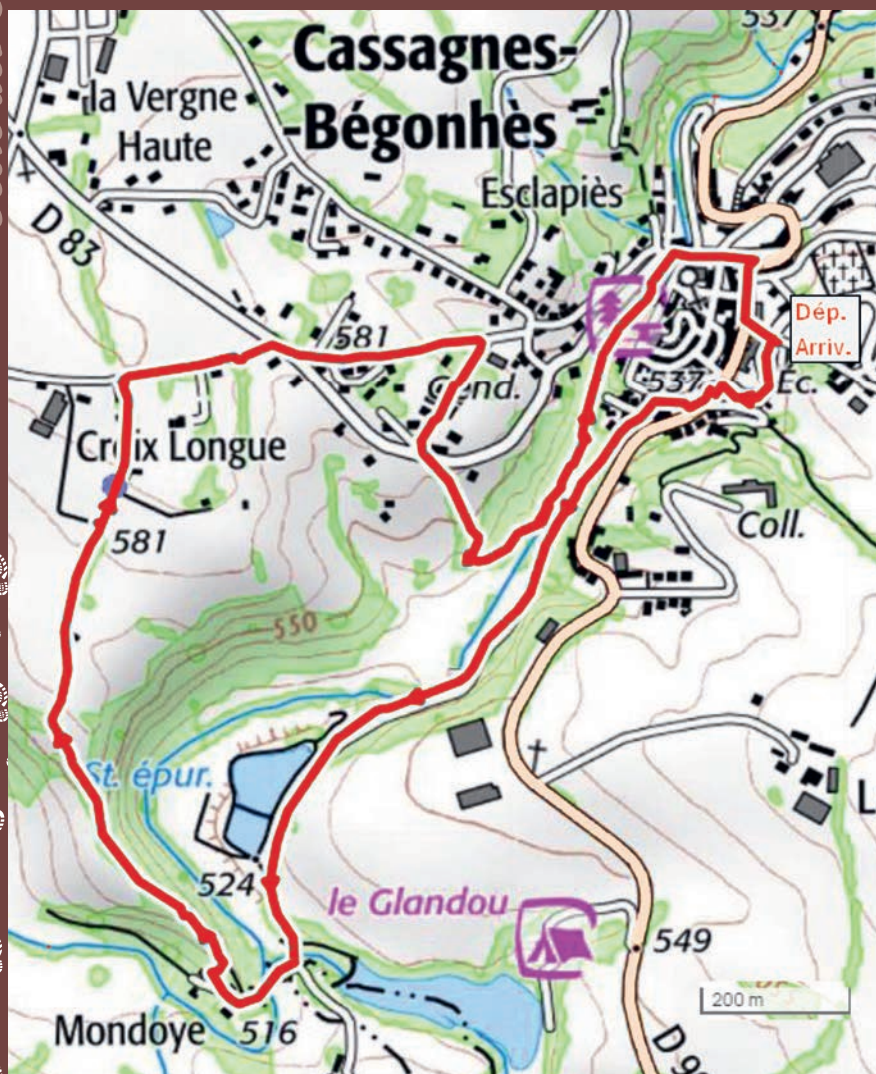 537
Cassagnes-
-Bégonhès
la Vergne
Haute
Esclapiès
D 83
Dép.
Arriv.
581
Gend.
537
Ec.
Croix Longue
581
Coll.
550
St. épur.
524
le Glandou
549
200 m
Mondoye 516